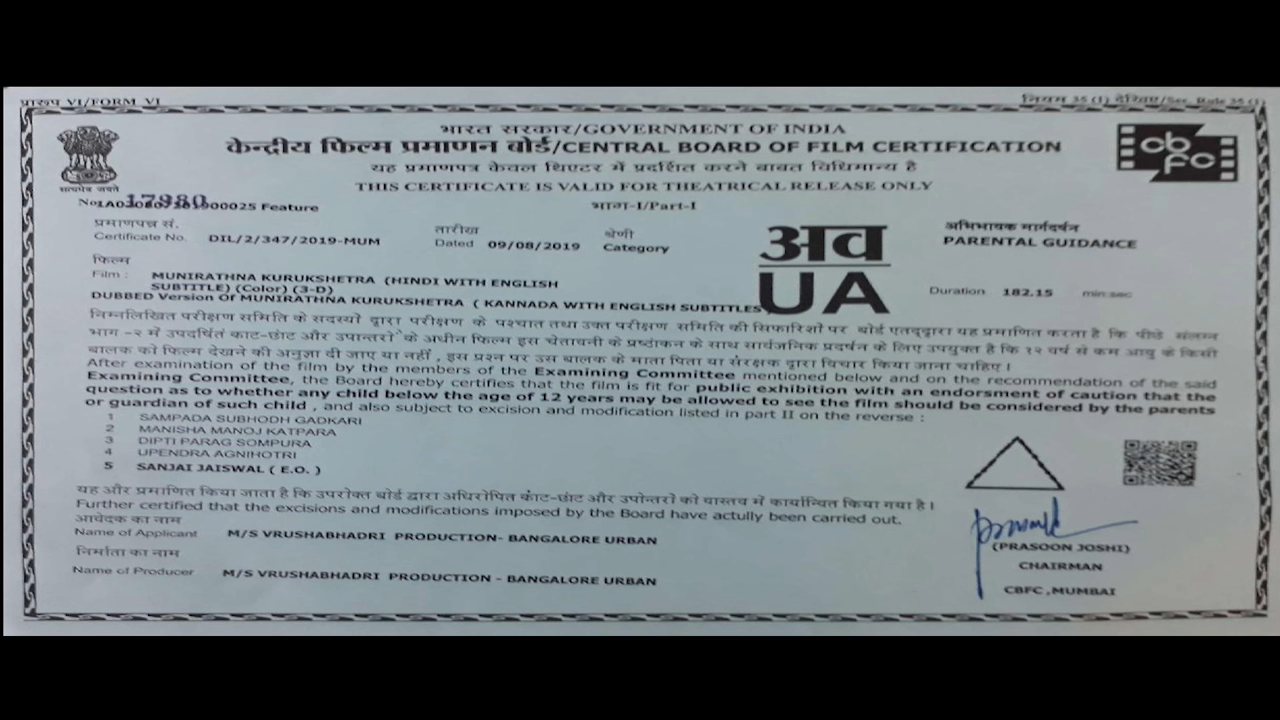 प्रारूप VI/FORM VI
नियम 35 (1) देखिए/See. Rule 35 (1)
भारत सरकार/GOVERNMENT OF INDIA
केन्द्रीय फिल्म प्रमाणन बोर्ड/CENTRAL BOARD OF FILM CERTIFICATION
cb
fc
यह प्रमाणपत्र केवल थिएटर में प्रदर्शित करने बाबत विधिमान्य है
THIS CERTIFICATE IS VALID FOR THEATRICAL RELEASE ONLY
17980
Feature
भाग-I/Part-I
प्रमाणपत्र सं. तारीख श्रेणी
Certificate No. DIL/2/347/2019-MUM Dated 09/08/2019 Category
अव
UA
अभिभावक मार्गदर्शन
PARENTAL GUIDANCE
फिल्म
Film : MUNIRATHNA KURUKSHETRA (HINDI WITH ENGLISH
SUBTITLE) (Color) (3-D)
Duration 182.15 min:sec
DUBBED Version Of MUNIRATHNA KURUKSHETRA ( KANNADA WITH ENGLISH SUBTITLES
निम्नलिखित परीक्षण समिति के सदस्यों द्वारा परीक्षण के पश्चात तथा उक्त परीक्षण समिति की सिफारिशों पर बोर्ड एतद्द्वारा यह प्रमाणित करता है कि पीछे संलग्न
भाग -२ में उपदर्षित काट-छांट और उपान्तरों के अधीन फिल्म इस चेतावनी के प्रष्ठांकन के साथ सार्वजनिक प्रदर्षन के लिए उपयुक्त है कि १२ वर्ष से कम आयु के किसी
बालक को फिल्म देखने की अनुज्ञा दी जाए या नहीं , इस प्रश्न पर उस बालक के माता पिता या संरक्षक द्वारा विचार किया जाना चाहिए ।
After examination of the film by the members of the Examining Committee mentioned below and on the recommendation of the said
Examining Committee, the Board hereby certifies that the film is fit for public exhibition with an endorsment of caution that the
question as to whether any child below the age of 12 years may be allowed to see the film should be considered by the parents
or guardian of such child , and also subject to excision and modification listed in part II on the reverse :
1 SAMPADA SUBHODH GADKARI
2 MANISHA MANOJ KATPARA
3 DIPTI PARAG SOMPURA
4 UPENDRA AGNIHOTRI
5 SANJAI JAISWAL ( E.O. )
यह और प्रमाणित किया जाता है कि उपरोक्त बोर्ड द्वारा अधिरोपित कांट-छांट और उपांन्तरो को वास्तव में कार्यान्वित किया गया है ।
Further certified that the excisions and modifications imposed by the Board have actully been carried out.
आवेदक का नाम
Name of Applicant M/S VRUSHABHADRI PRODUCTION- BANGALORE URBAN
निर्माता का नाम
Name of Producer M/S VRUSHABHADRI PRODUCTION - BANGALORE URBAN
(PRASOON JOSHI)
CHAIRMAN
CBFC ,MUMBAI